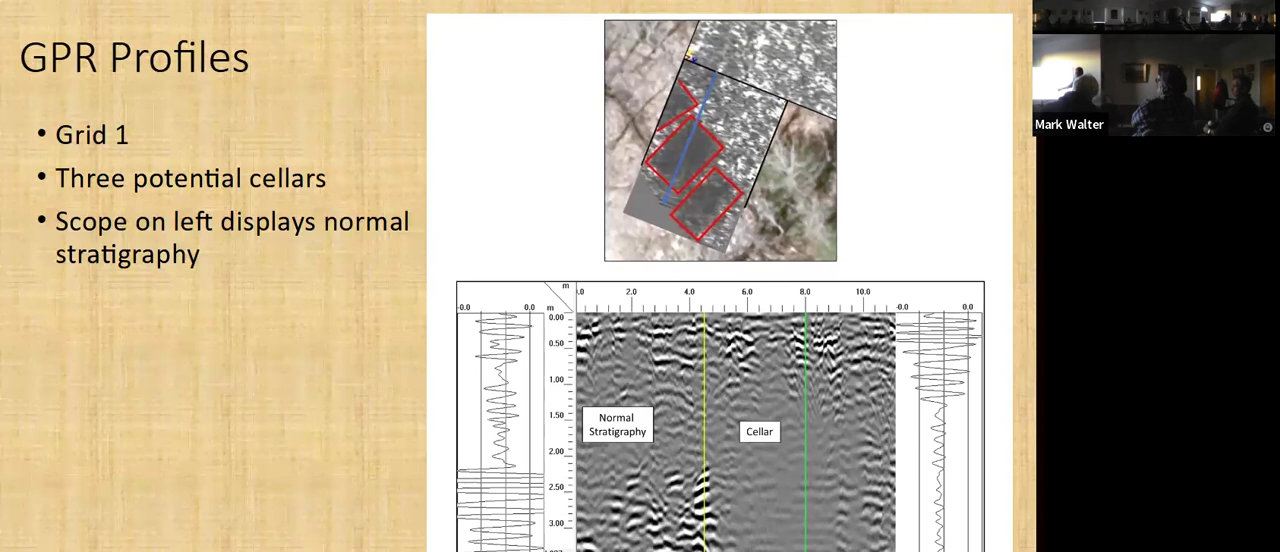 GPR Profiles
• Grid 1
• Three potential cellars
• Scope on left displays normal
stratigraphy
m
.0 2.0 4.0 6.0 8.0 10.0
-0.0 0.0 m -0.0 0.0
0.00
0.50
1.00
1.50
2.00
2.50
3.00
Normal
Stratigraphy
Cellar
Mark Walter